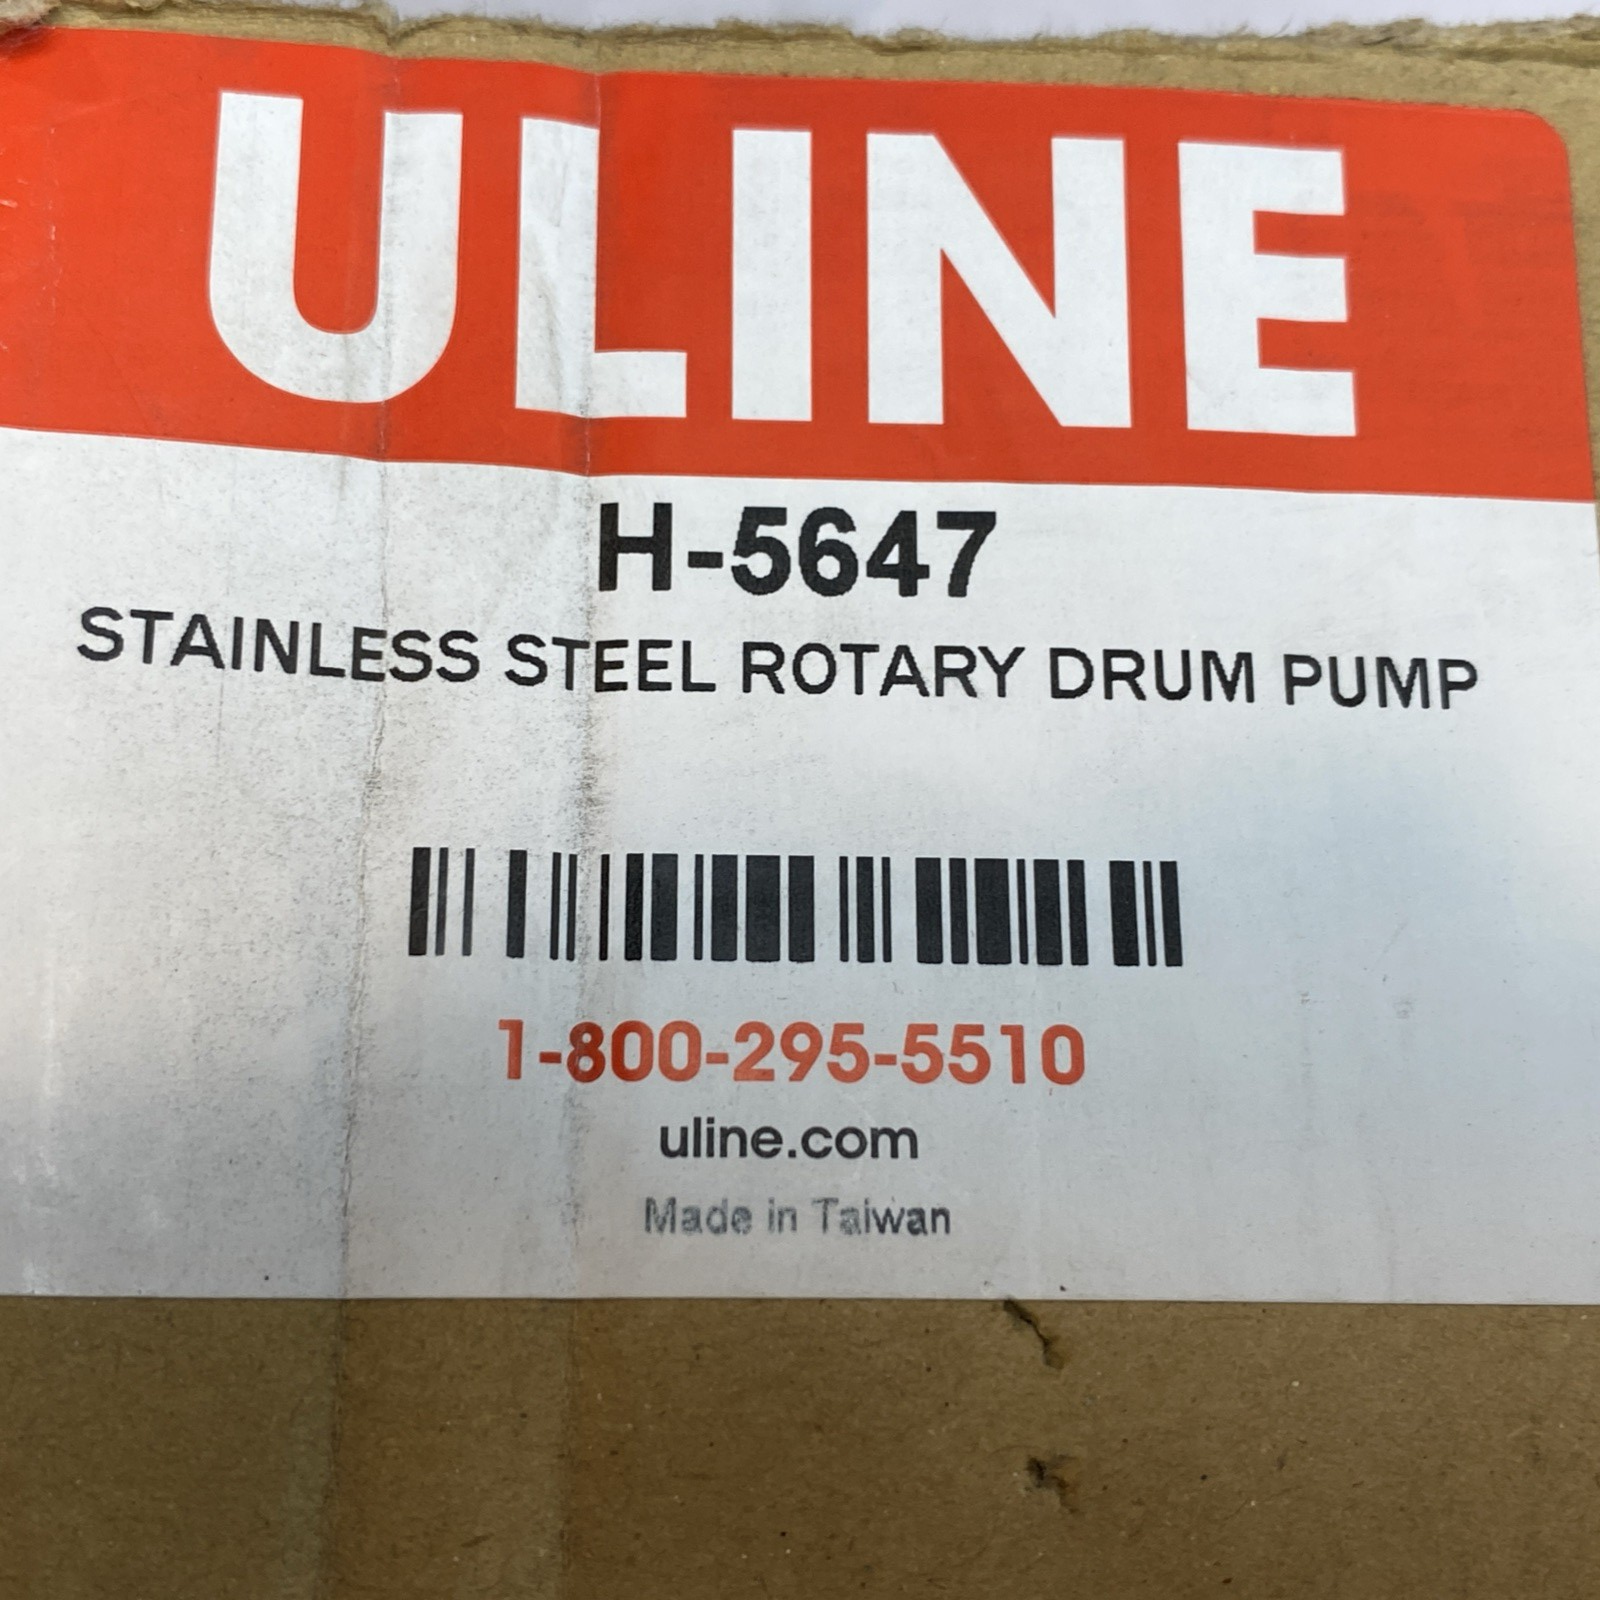 ULINE
H-5647
STAINLESS STEEL ROTARY DRUM PUMP
1-800-295-5510
uline.com
Made in Taiwan